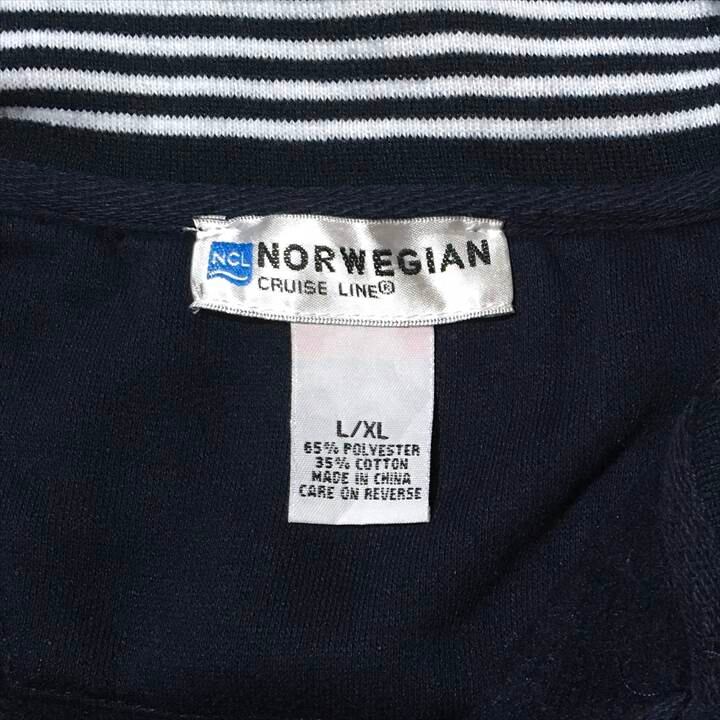 NCL NORWEGIAN
CRUISE LINE®
L/XL
65% POLYESTER
35% COTTON
MADE IN CHINA
CARE ON REVERSE